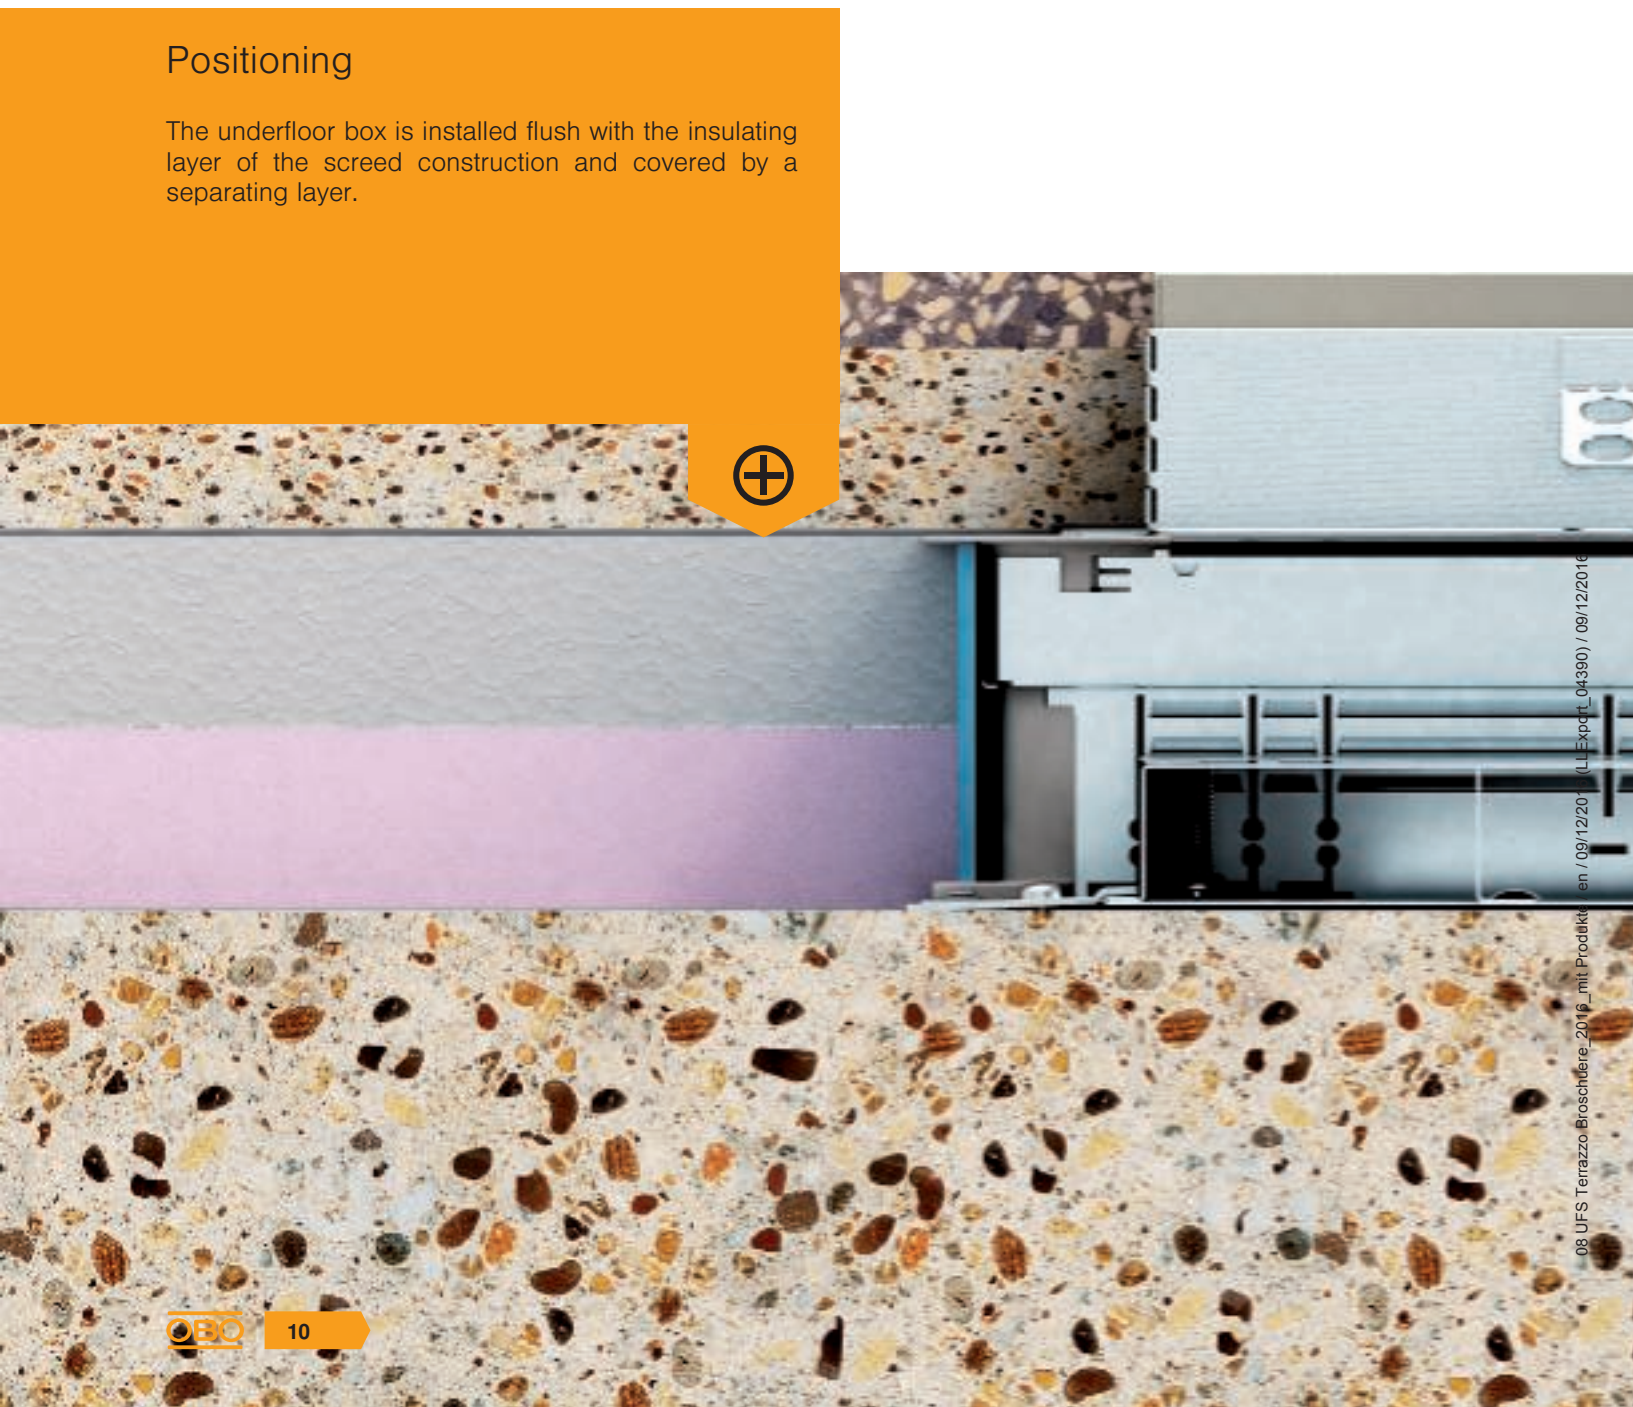 Positioning
The underfloor box is installed flush with the insulating
layer of the screed construction and covered by a
separating layer.
08 UFS Terrazzo Broschuere_2016_mit Produkte en / 09/12/201 (LLExport_04390) / 09/12/2016
OBO
10